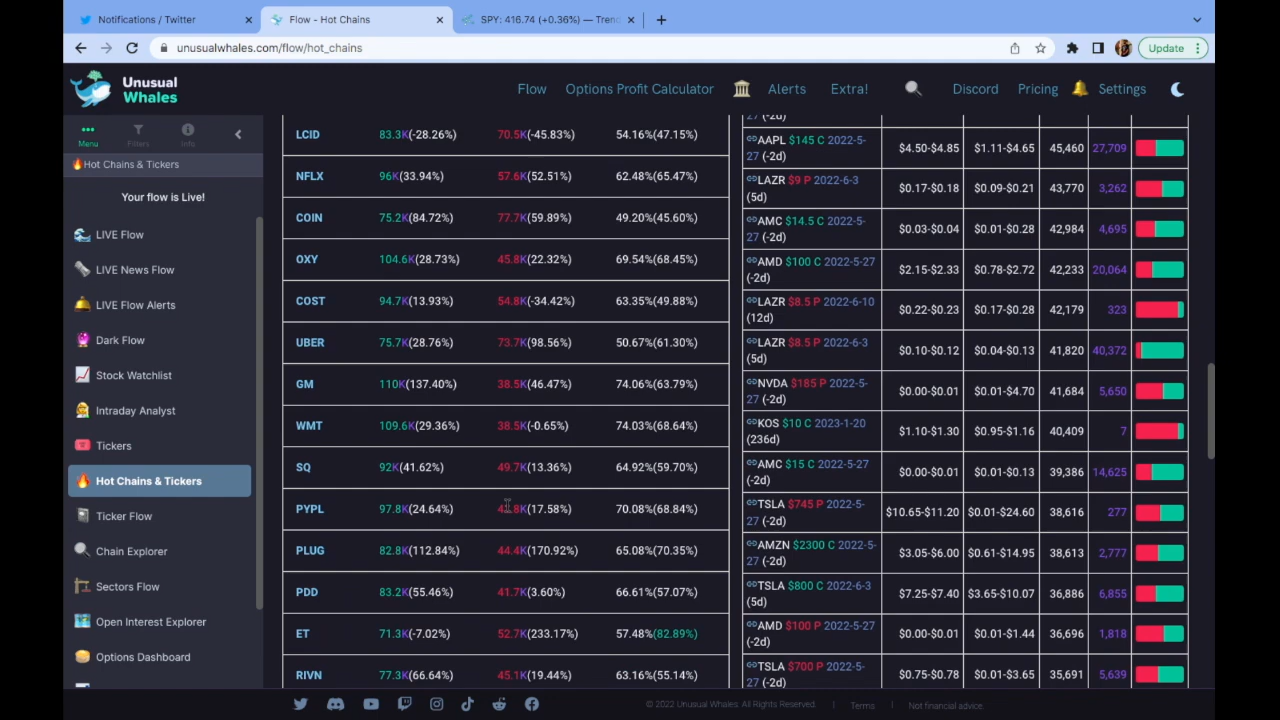 Notifications / Twitter
Flow - Hot Chains
SPY: 416.74 (+0.36%) — Trend
unusualwhales.com/flow/hot_chains
Update
Unusual
Whales
Flow
Options Profit Calculator
Alerts
Extra!
Discord
Pricing
Settings
Menu
Filters
Info
Hot Chains & Tickers
Your flow is Live!
LIVE Flow
LIVE News Flow
LIVE Flow Alerts
Dark Flow
Stock Watchlist
Intraday Analyst
Tickers
Hot Chains & Tickers
Ticker Flow
Chain Explorer
Sectors Flow
Open Interest Explorer
Options Dashboard
LCID 83.3K(-28.26%) 70.5K(-45.83%) 54.16%(47.15%)
NFLX 96K(33.94%) 57.6K(52.51%) 62.48%(65.47%)
COIN 75.2K(84.72%) 77.7K(59.89%) 49.20%(45.60%)
OXY 104.6K(28.73%) 45.8K(22.32%) 69.54%(68.45%)
COST 94.7K(13.93%) 54.8K(-34.42%) 63.35%(49.88%)
UBER 75.7K(28.76%) 73.7K(98.56%) 50.67%(61.30%)
GM 110K(137.40%) 38.5K(46.47%) 74.06%(63.79%)
WMT 109.6K(29.36%) 38.5K(-0.65%) 74.03%(68.64%)
SQ 92K(41.62%) 49.7K(13.36%) 64.92%(59.70%)
PYPL 97.8K(24.64%) (17.58%) 70.08%(68.84%)
PLUG 82.8K(112.84%) 44.4K(170.92%) 65.08%(70.35%)
PDD 83.2K(55.46%) 41.7K(3.60%) 66.61%(57.07%)
ET 71.3K(-7.02%) 52.7K(233.17%) 57.48%(82.89%)
RIVN 77.3K(66.64%) 45.1K(19.44%) 63.16%(55.14%)
27 (-2d)
AAPL $145 C 2022-5-
27 (-2d) $4.50-$4.85 $1.11-$4.65 45,460 27,709
LAZR $9 P 2022-6-3
(5d) $0.17-$0.18 $0.09-$0.21 43,770 3,262
AMC $14.5 C 2022-5-
27 (-2d) $0.03-$0.04 $0.01-$0.28 42,984 4,695
AMD $100 C 2022-5-27
(-2d) $2.15-$2.33 $0.78-$2.72 42,233 20,064
LAZR $8.5 P 2022-6-10
(12d) $0.22-$0.23 $0.17-$0.28 42,179 323
LAZR $8.5 P 2022-6-3
(5d) $0.10-$0.12 $0.04-$0.13 41,820 40,372
NVDA $185 P 2022-5-
27 (-2d) $0.00-$0.01 $0.01-$4.70 41,684 5,650
KOS $10 C 2023-1-20
(236d) $1.10-$1.30 $0.95-$1.16 40,409 7
AMC $15 C 2022-5-27
(-2d) $0.00-$0.01 $0.01-$0.13 39,386 14,625
TSLA $745 P 2022-5-
27 (-2d) $10.65-$11.20 $0.01-$24.60 38,616 277
AMZN $2300 C 2022-5-
27 (-2d) $3.05-$6.00 $0.61-$14.95 38,613 2,777
TSLA $800 C 2022-6-3
(5d) $7.25-$7.40 $3.65-$10.07 36,886 6,855
AMD $100 P 2022-5-27
(-2d) $0.00-$0.01 $0.01-$1.44 36,696 1,818
TSLA $700 P 2022-5-
27 (-2d) $0.75-$0.78 $0.01-$3.65 35,691 5,639
© 2022 Unusual Whales. All Rights Reserved.
Terms
Not financial advice.